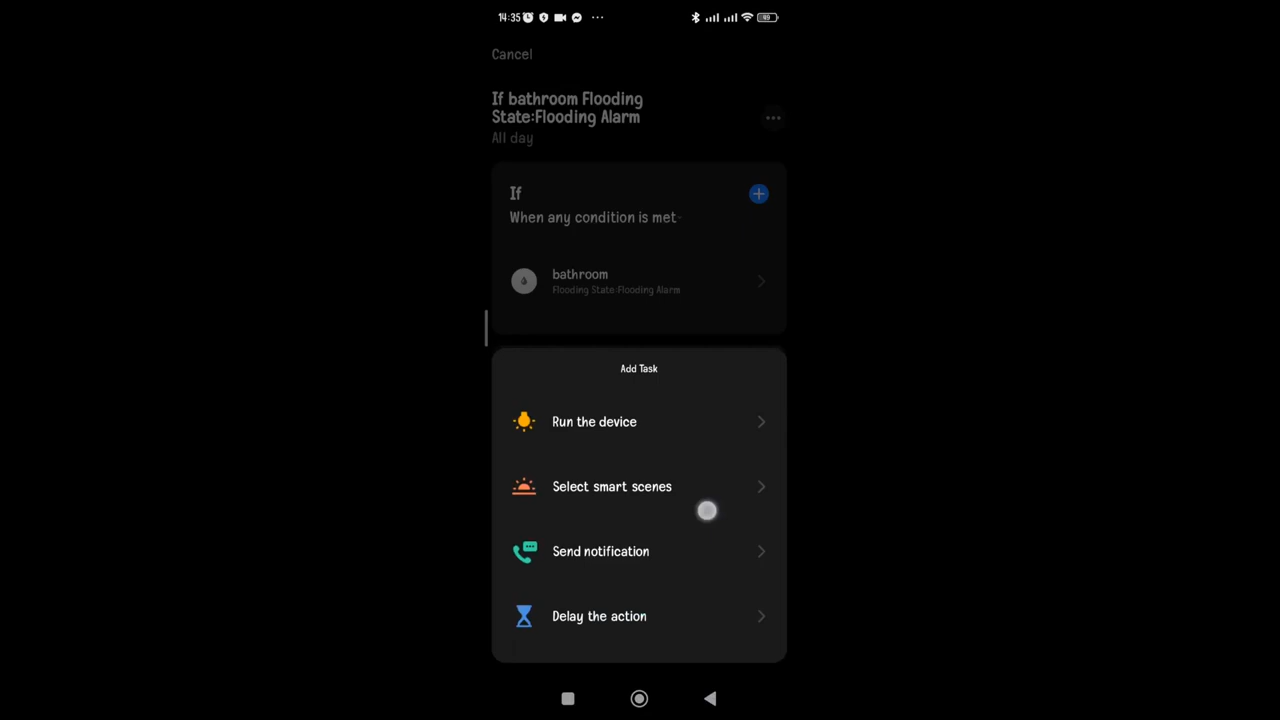 14:35
Cancel
If bathroom Flooding
State:Flooding Alarm
All day
If
When any condition is met
bathroom
Flooding State:Flooding Alarm
Add Task
Run the device
Select smart scenes
Send notification
Delay the action